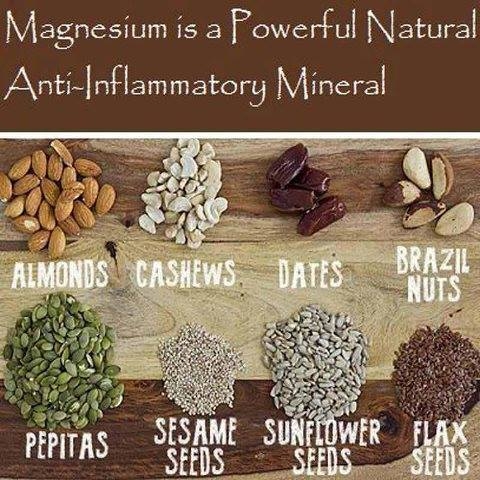 Magnesium is a Powerful Natural
Anti-Inflammatory Mineral
ALMONDS CASHEWS DATES BRAZIL NUTS
PEPITAS SESAME SEEDS SUNFLOWER SEEDS FLAX SEEDS